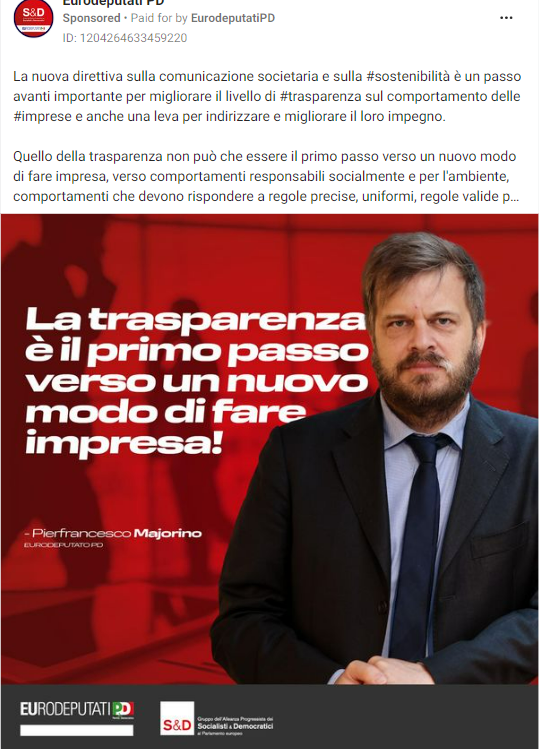 Eurodeputati PD
Sponsored • Paid for by EurodeputatiPD
ID: 1204264633459220
La nuova direttiva sulla comunicazione societaria e sulla #sostenibilità è un passo
avanti importante per migliorare il livello di #trasparenza sul comportamento delle
#imprese e anche una leva per indirizzare e migliorare il loro impegno.
Quello della trasparenza non può che essere il primo passo verso un nuovo modo
di fare impresa, verso comportamenti responsabili socialmente e per l'ambiente,
comportamenti che devono rispondere a regole precise, uniformi, regole valide p...
La trasparenza
è il primo passo
verso un nuovo
modo di fare
impresa!
- Pierfrancesco Majorino
EURODEPUTATO PD
EURODEPUTATI PD
S&D
Gruppo dell'Alleanza Progressista dei
Socialisti & Democratici
al Parlamento europeo
S&D